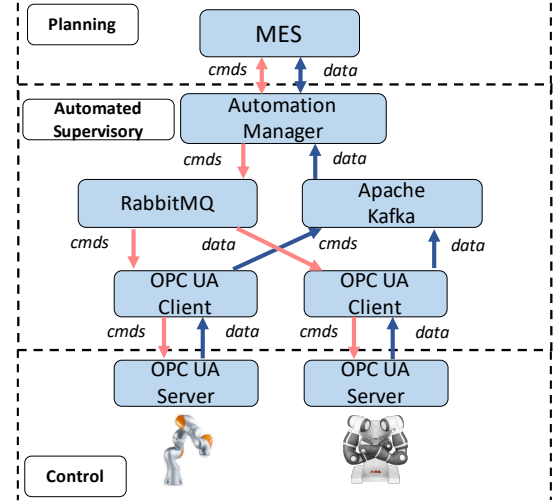 Planning
MES
cmds
data
Automated
Supervisory
Automation
Manager
cmds
data
RabbitMQ
Apache
Kafka
cmds
data
cmds
data
OPC UA
Client
OPC UA
Client
cmds
data
cmds
data
OPC UA
Server
OPC UA
Server
ABB
Control